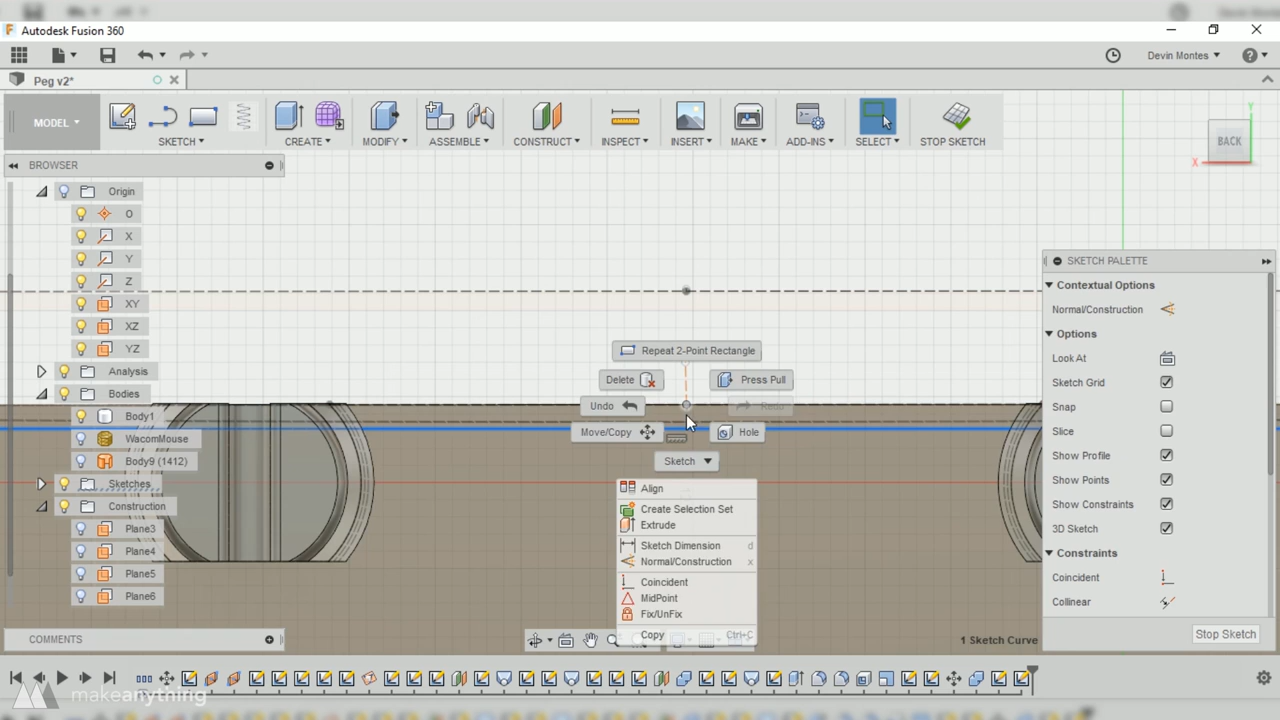 Autodesk Fusion 360
Devin Montes
Peg v2*
MODEL
SKETCH
CREATE
MODIFY
ASSEMBLE
CONSTRUCT
INSPECT
INSERT
MAKE
ADD-INS
SELECT
STOP SKETCH
BROWSER
Origin
O
X
Y
Z
XY
XZ
YZ
Analysis
Bodies
Body1
WacomMouse
Body9 (1412)
Sketches
Construction
Plane3
Plane4
Plane5
Plane6
COMMENTS
Y
BACK
X
Repeat 2-Point Rectangle
Delete
Press Pull
Undo
Redo
Move/Copy
Hole
Sketch
Align
Create Selection Set
Extrude
Sketch Dimension d
Normal/Construction x
Coincident
MidPoint
Fix/UnFix
Copy Ctrl+C
SKETCH PALETTE
Contextual Options
Normal/Construction
Options
Look At
Sketch Grid
Snap
Slice
Show Profile
Show Points
Show Constraints
3D Sketch
Constraints
Coincident
Collinear
Stop Sketch
1 Sketch Curve
makeanything